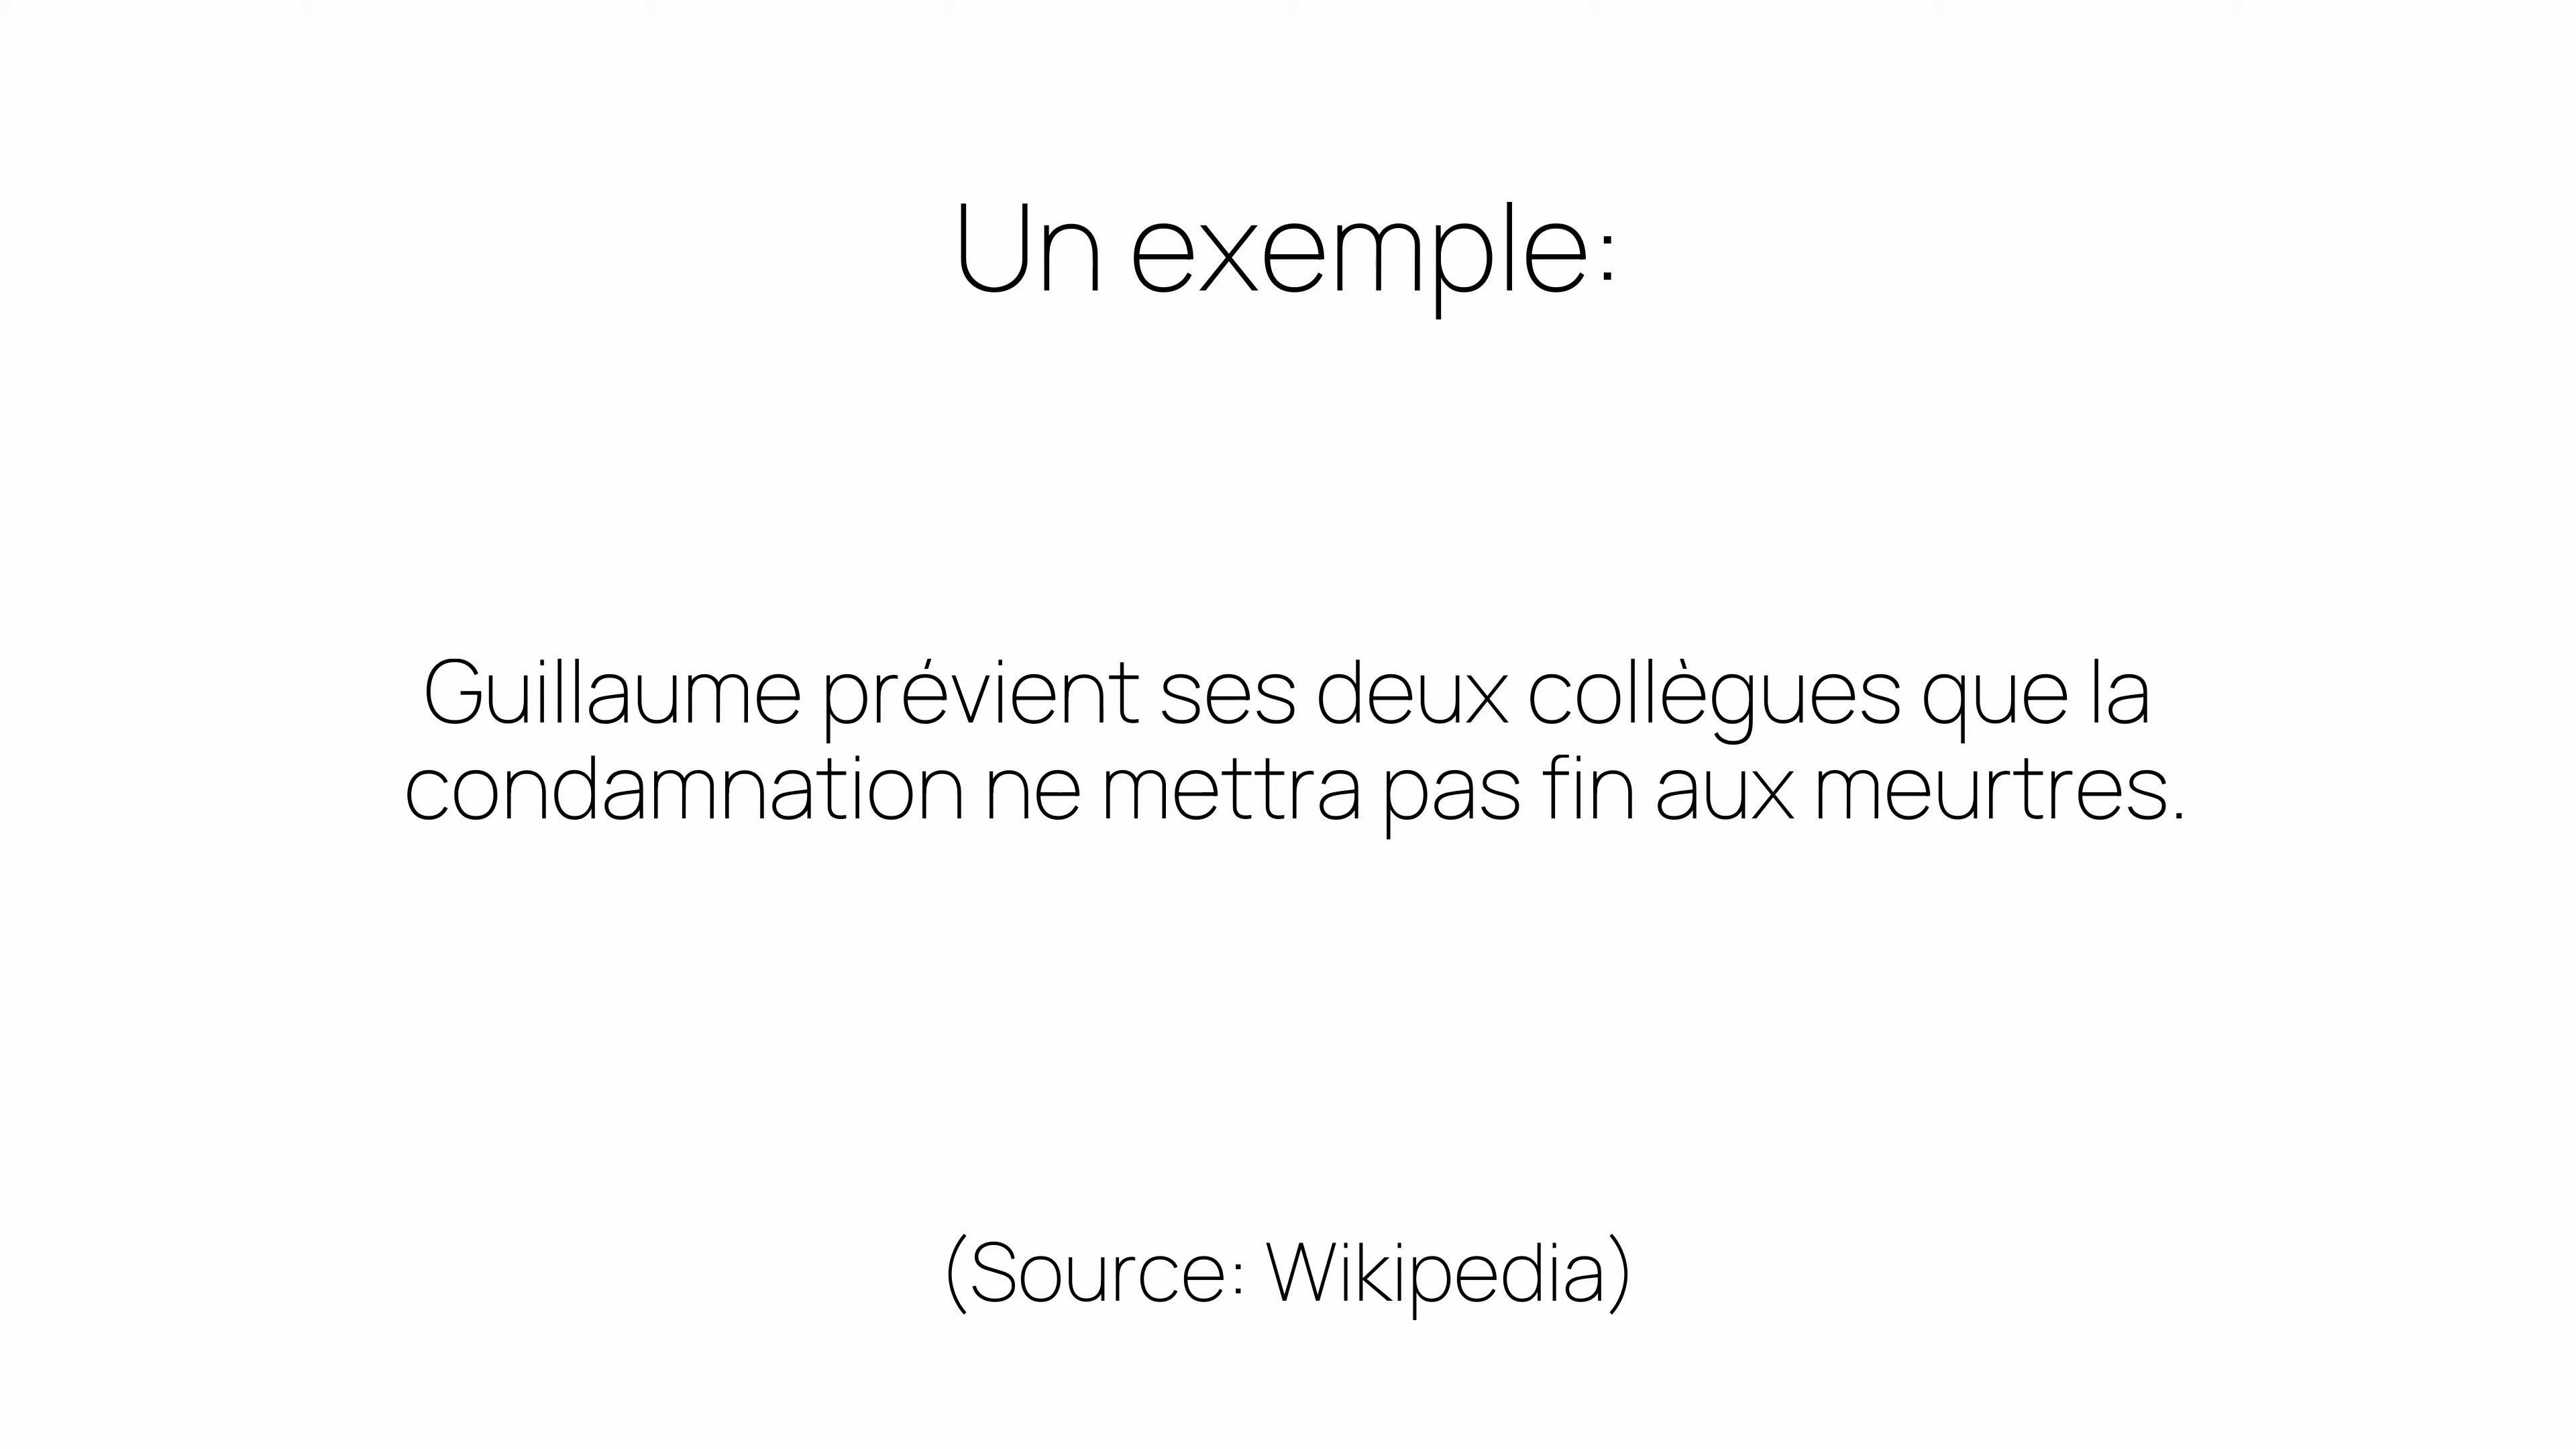 Un exemple:
Guillaume prévient ses deux collègues que la
condamnation ne mettra pas fin aux meurtres.
(Source: Wikipedia)